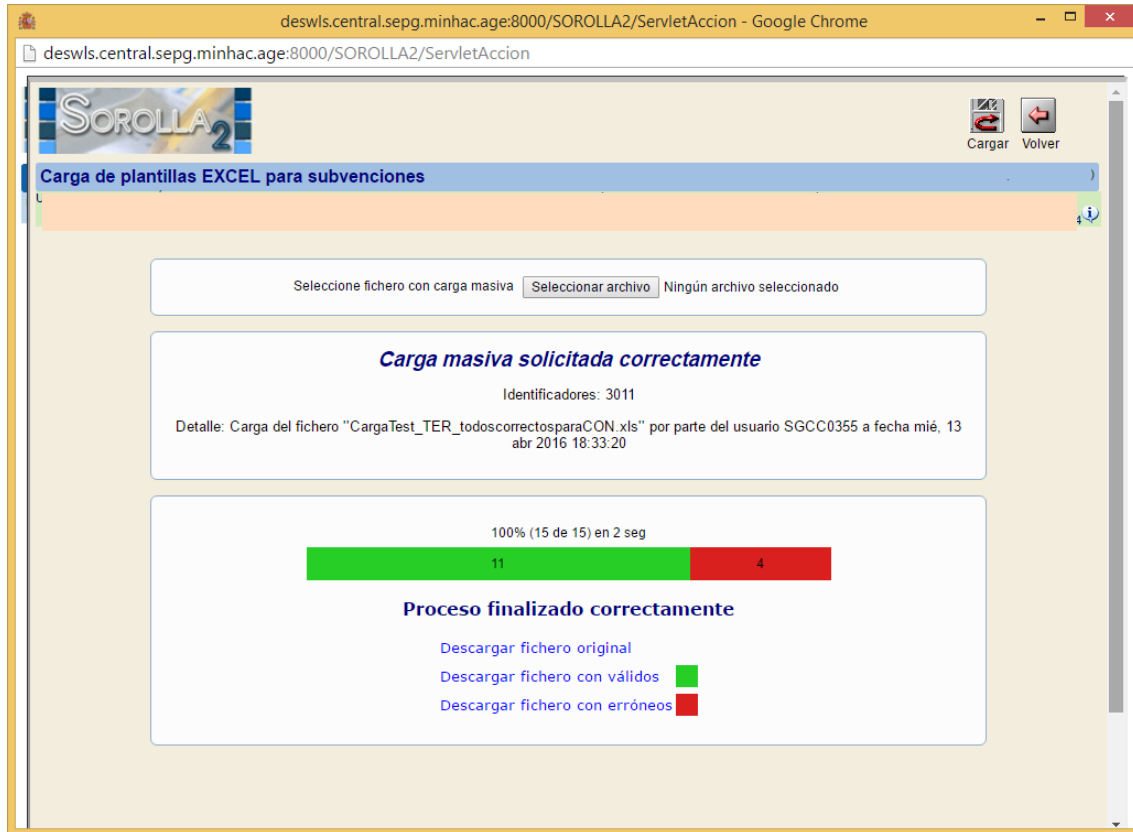 deswls.central.sepg.minhac.age:8000/SOROLLA2/ServletAccion - Google Chrome
deswls.central.sepg.minhac.age:8000/SOROLLA2/ServletAccion
SOROLLA2
Cargar Volver
Carga de plantillas EXCEL para subvenciones
Seleccione fichero con carga masiva Seleccionar archivo Ningún archivo seleccionado
Carga masiva solicitada correctamente
Identificadores: 3011
Detalle: Carga del fichero "CargaTest_TER_todoscorrectosparaCON.xls" por parte del usuario SGCC0355 a fecha mié, 13
abr 2016 18:33:20
100% (15 de 15) en 2 seg
11 4
Proceso finalizado correctamente
Descargar fichero original
Descargar fichero con válidos
Descargar fichero con erróneos